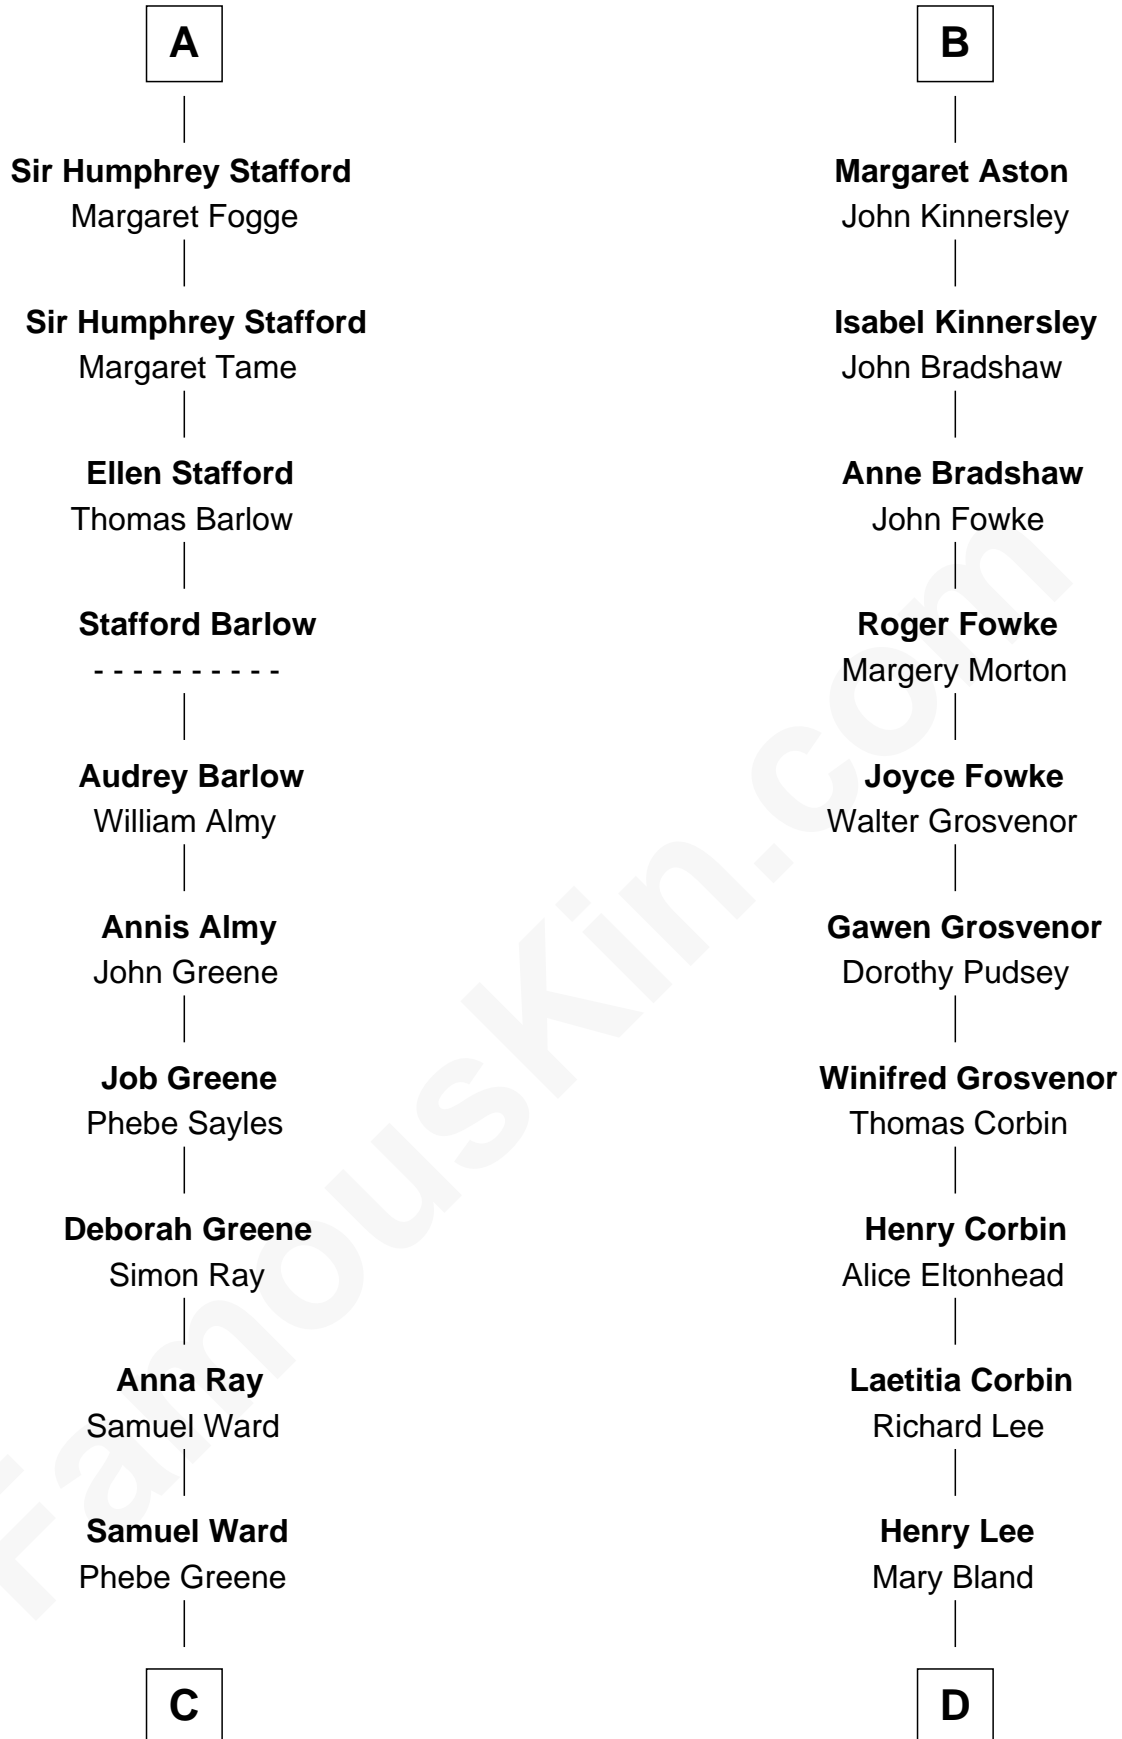 A
Sir Humphrey Stafford
Margaret Fogge
Sir Humphrey Stafford
Margaret Tame
Ellen Stafford
Thomas Barlow
Stafford Barlow
- - - - - - - - - -
Audrey Barlow
William Almy
Annis Almy
John Greene
Job Greene
Phebe Sayles
Deborah Greene
Simon Ray
Anna Ray
Samuel Ward
Samuel Ward
Phebe Greene
C
B
Margaret Aston
John Kinnersley
Isabel Kinnersley
John Bradshaw
Anne Bradshaw
John Fowke
Roger Fowke
Margery Morton
Joyce Fowke
Walter Grosvenor
Gawen Grosvenor
Dorothy Pudsey
Winifred Grosvenor
Thomas Corbin
Henry Corbin
Alice Eltonhead
Laetitia Corbin
Richard Lee
Henry Lee
Mary Bland
D
FamousKin.com